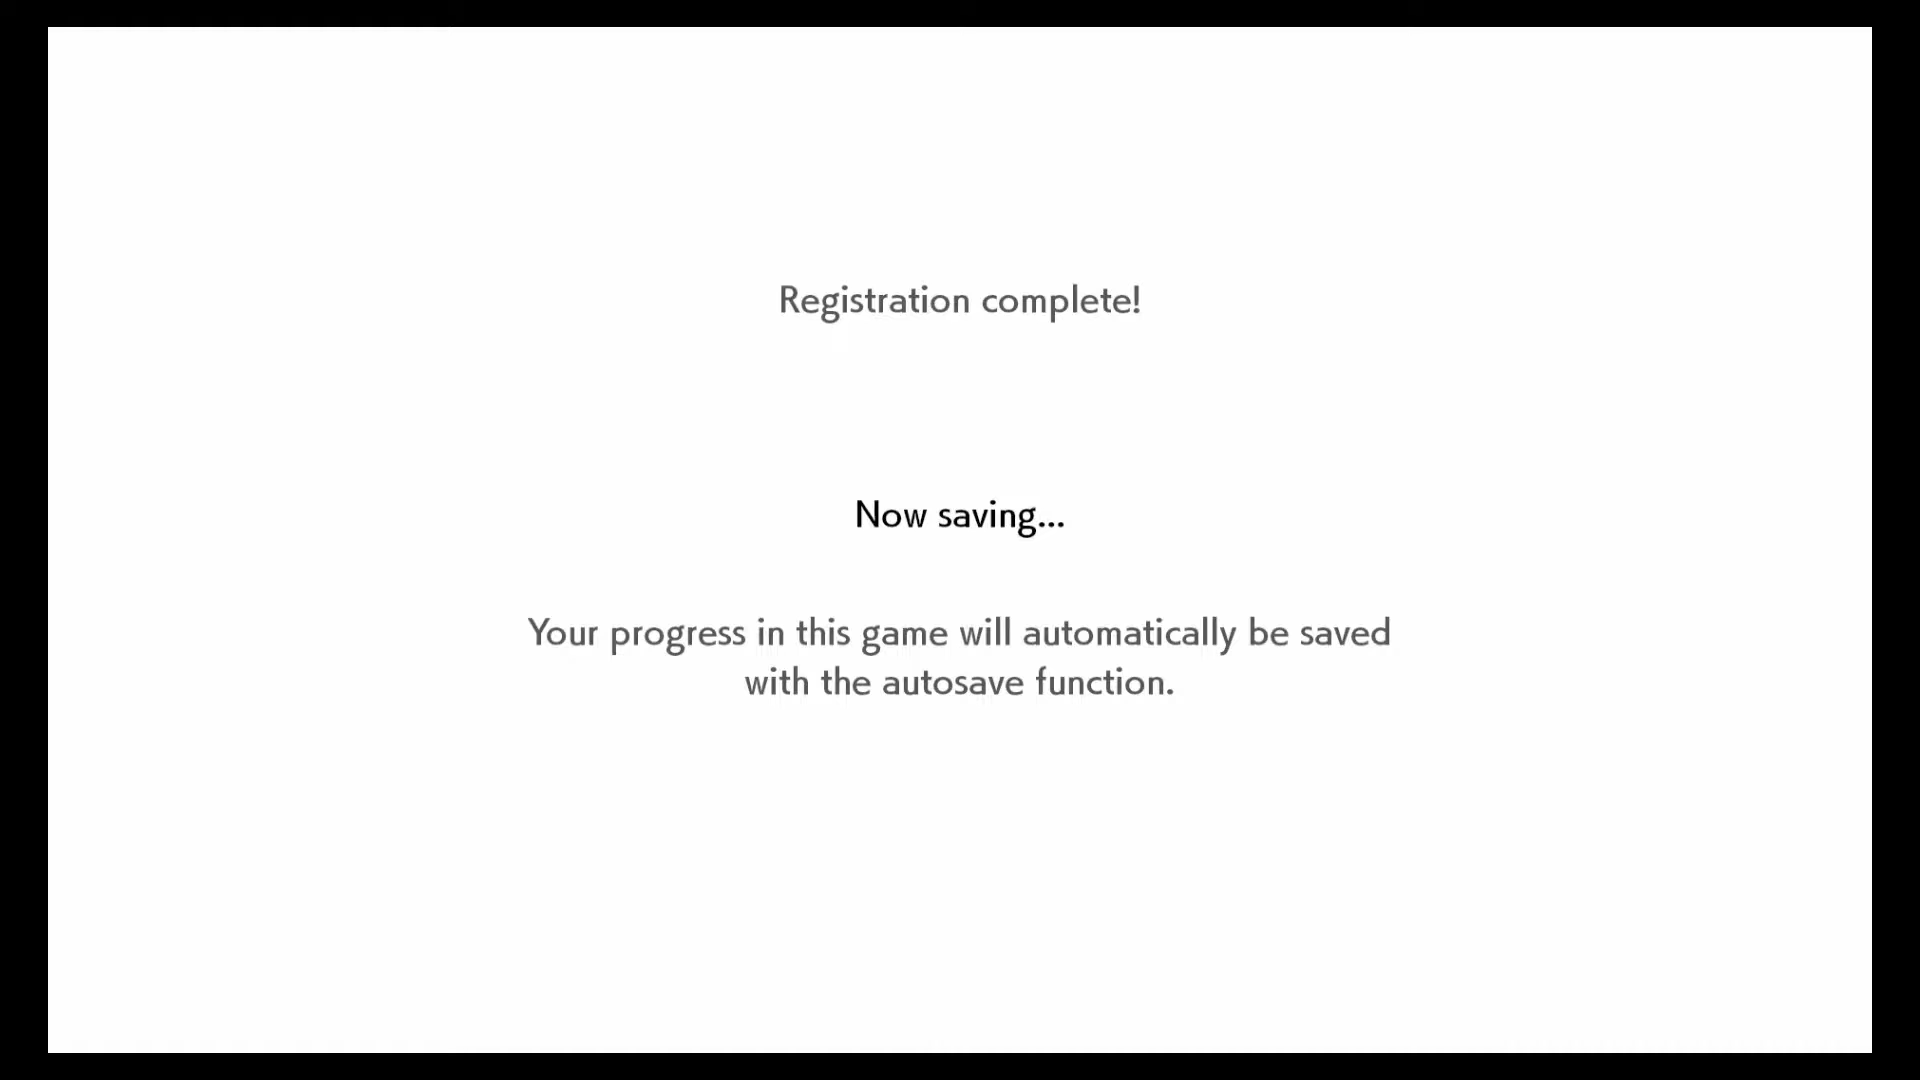 Registration complete!
Now saving...
Your progress in this game will automatically be saved
with the autosave function.